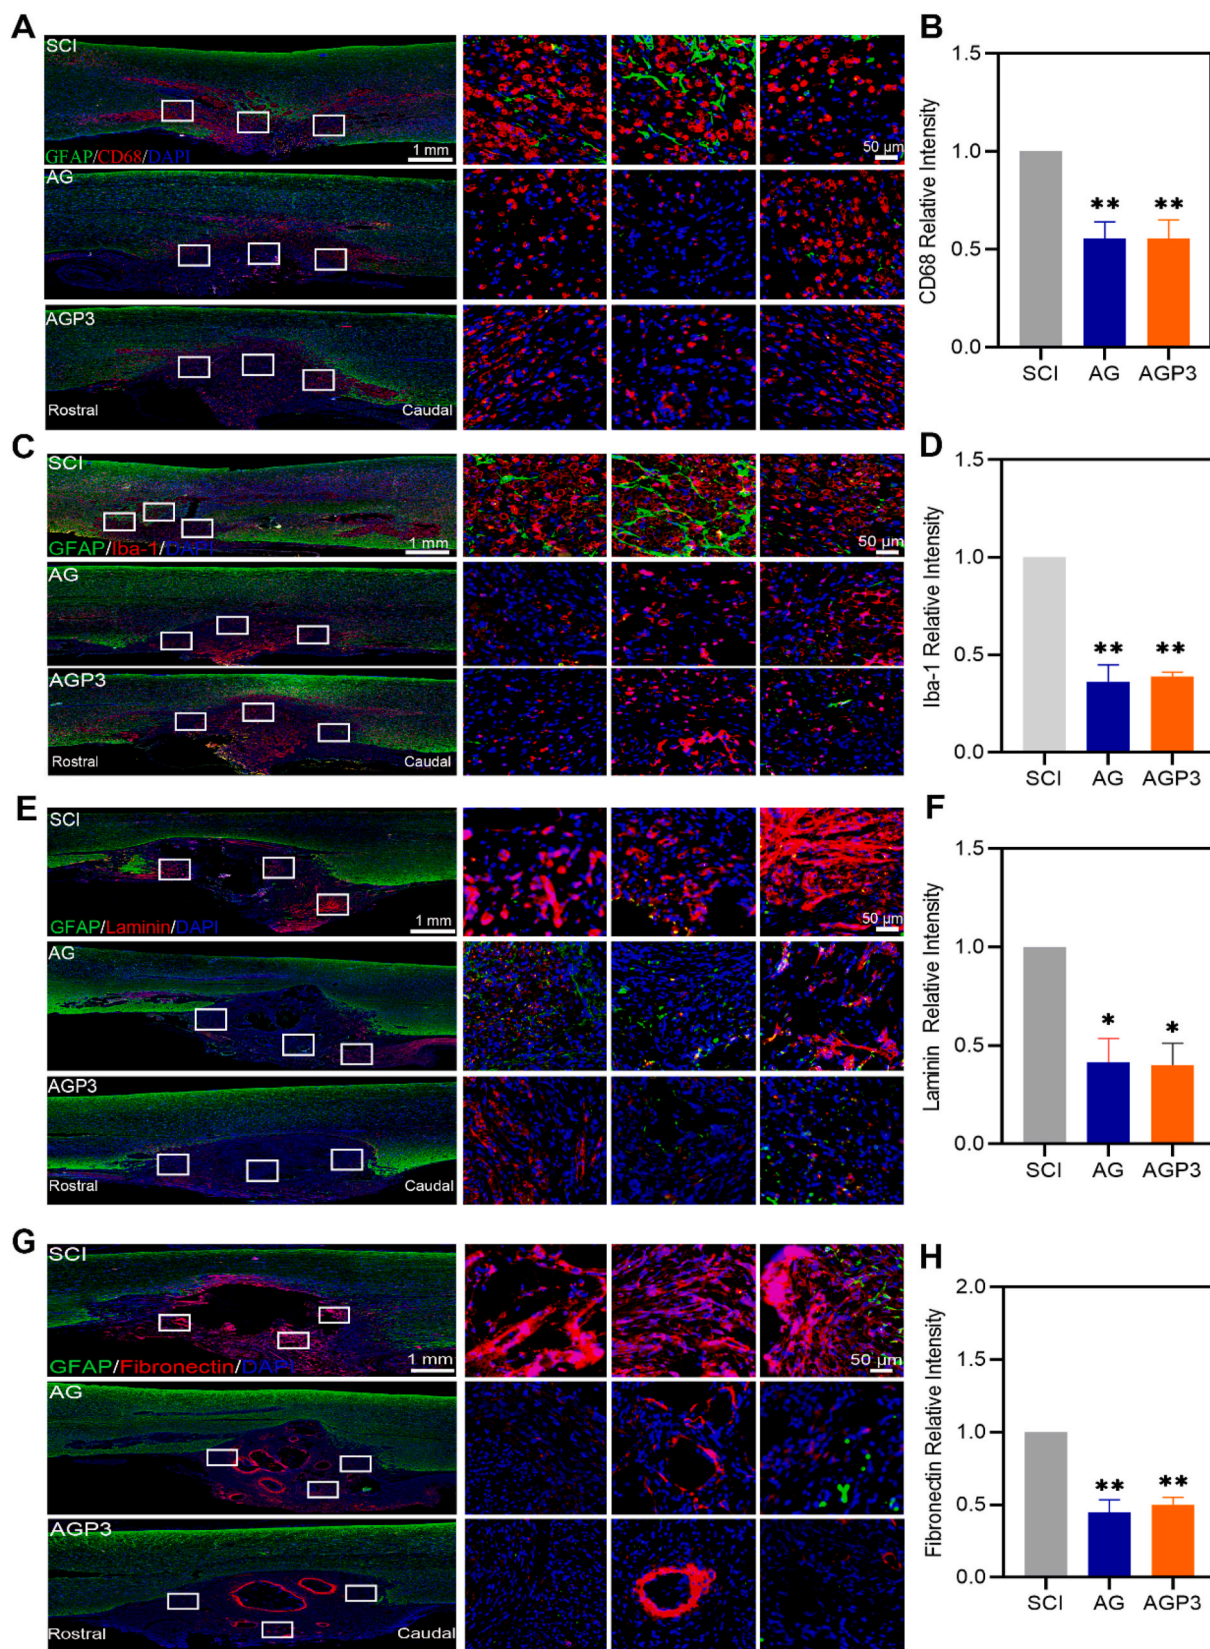 A
SCI
GFAP/CD68/DAPI
1 mm
50 µm
AG
AGP3
Rostral
Caudal
B
CD68 Relative Intensity
1.5
1.0
0.5
0.0
**
**
SCI
AG
AGP3
C
SCI
GFAP/Iba-1/DAPI
1 mm
50 µm
AG
AGP3
Rostral
Caudal
D
Iba-1 Relative Intensity
1.5
1.0
0.5
0.0
**
**
SCI
AG
AGP3
E
SCI
GFAP/Laminin/DAPI
1 mm
50 µm
AG
AGP3
Rostral
Caudal
F
Laminin Relative Intensity
1.5
1.0
0.5
0.0
*
*
SCI
AG
AGP3
G
SCI
GFAP/Fibronectin/DAPI
1 mm
50 µm
AG
AGP3
Rostral
Caudal
H
Fibronectin Relative Intensity
2.0
1.5
1.0
0.5
0.0
**
**
SCI
AG
AGP3